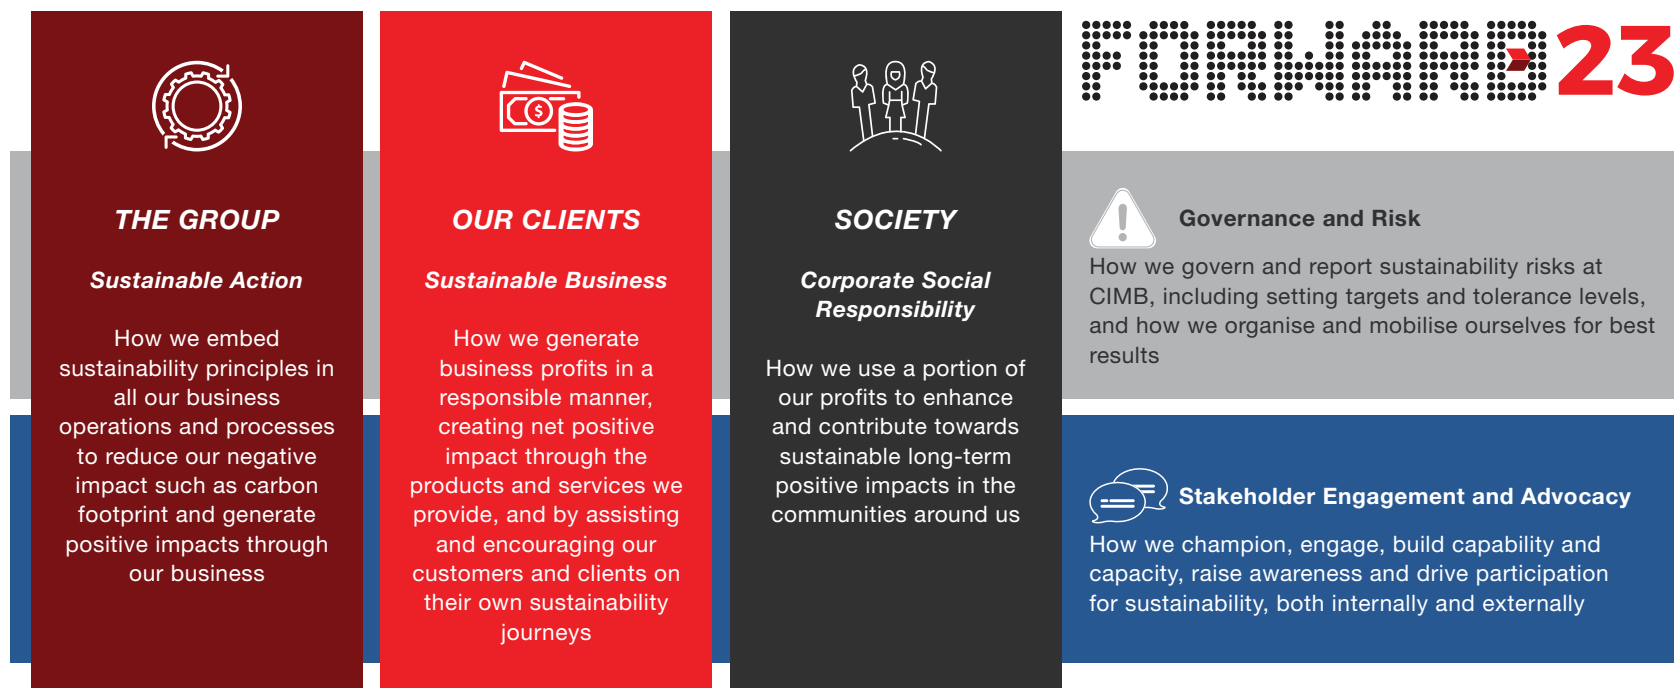 THE GROUP
Sustainable Action
How we embed
sustainability principles in
all our business
operations and processes
to reduce our negative
impact such as carbon
footprint and generate
positive impacts through
our business
$
OUR CLIENTS
Sustainable Business
How we generate
business profits in a
responsible manner,
creating net positive
impact through the
products and services we
provide, and by assisting
and encouraging our
customers and clients on
their own sustainability
journeys
SOCIETY
Corporate Social
Responsibility
How we use a portion of
our profits to enhance
and contribute towards
sustainable long-term
positive impacts in the
communities around us
FORWARD23
Governance and Risk
How we govern and report sustainability risks at
CIMB, including setting targets and tolerance levels,
and how we organise and mobilise ourselves for best
results
Stakeholder Engagement and Advocacy
How we champion, engage, build capability and
capacity, raise awareness and drive participation
for sustainability, both internally and externally